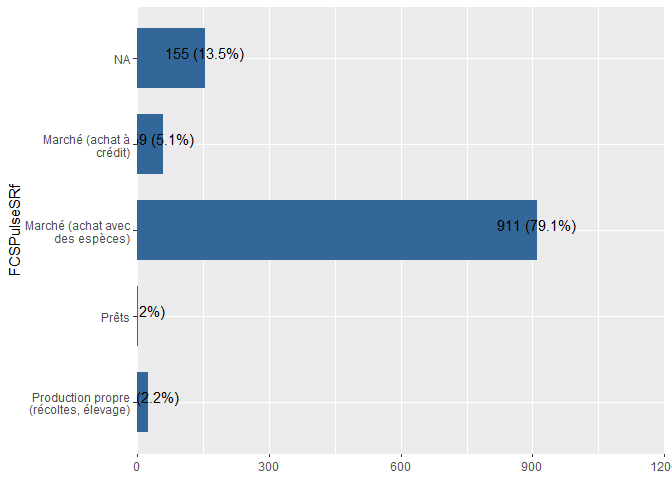 FCSPulseSRf
NA
155 (13.5%)
Marché (achat à
crédit)
9 (5.1%)
Marché (achat avec
des espèces)
911 (79.1%)
Prêts
2%)
Production propre
(récoltes, élevage)
(2.2%)
0
300
600
900
120